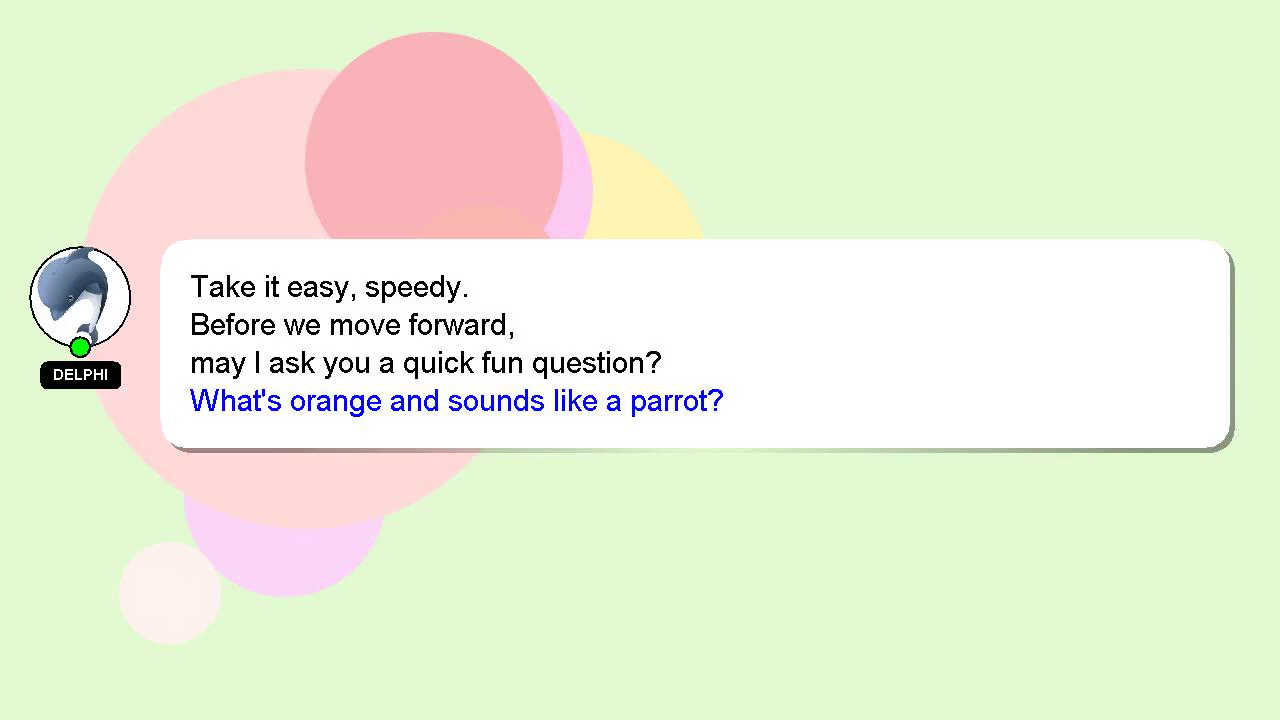 Take it easy, speedy.
Before we move forward,
may I ask you a quick fun question?
What's orange and sounds like a parrot?
DELPHI